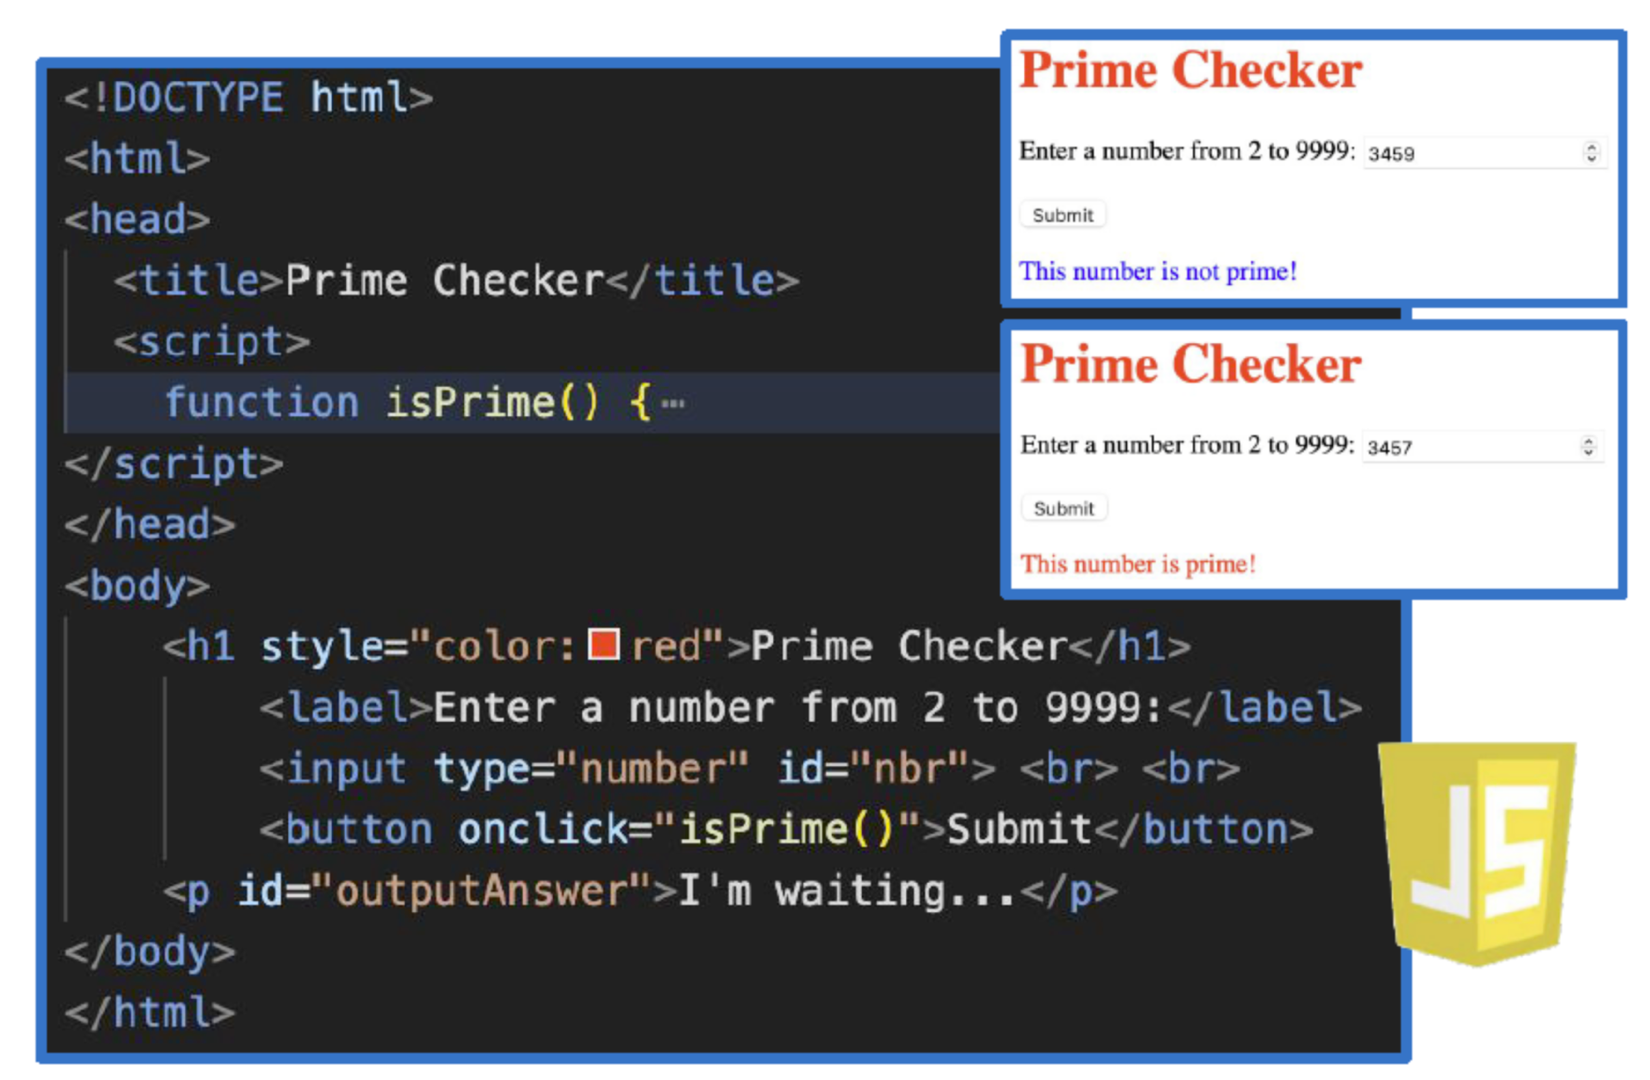 <!DOCTYPE html>
<html>
<head>
<title>Prime Checker</title>
<script>
function isPrime() {⋯
</script>
</head>
<body>
<h1 style="color:red">Prime Checker</h1>
<label>Enter a number from 2 to 9999:</label>
<input type="number" id="nbr"> <br> <br>
<button onclick="isPrime()">Submit</button>
<p id="outputAnswer">I'm waiting...</p>
</body>
</html>
Prime Checker
Enter a number from 2 to 9999: 3459
Submit
This number is not prime!
Prime Checker
Enter a number from 2 to 9999: 3457
Submit
This number is prime!
JS